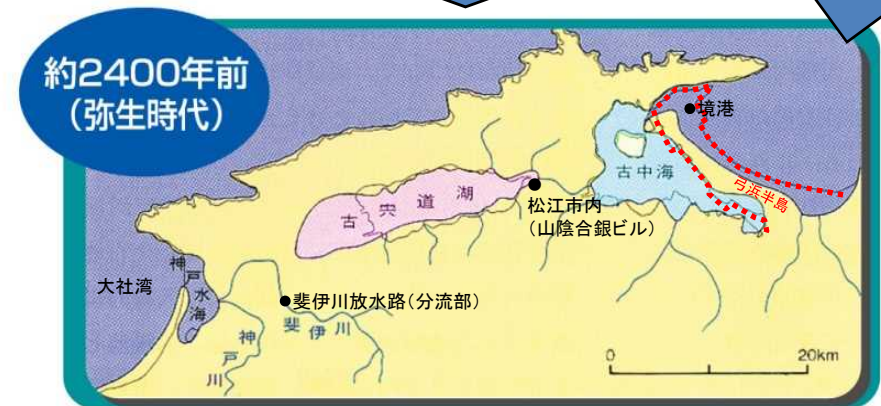 約2400年前
(弥生時代)
境港
古中海
弓浜半島
古宍道湖
松江市内
(山陰合銀ビル)
大社湾
神戸水海
斐伊川放水路(分流部)
斐伊川
神戸川
0 20km